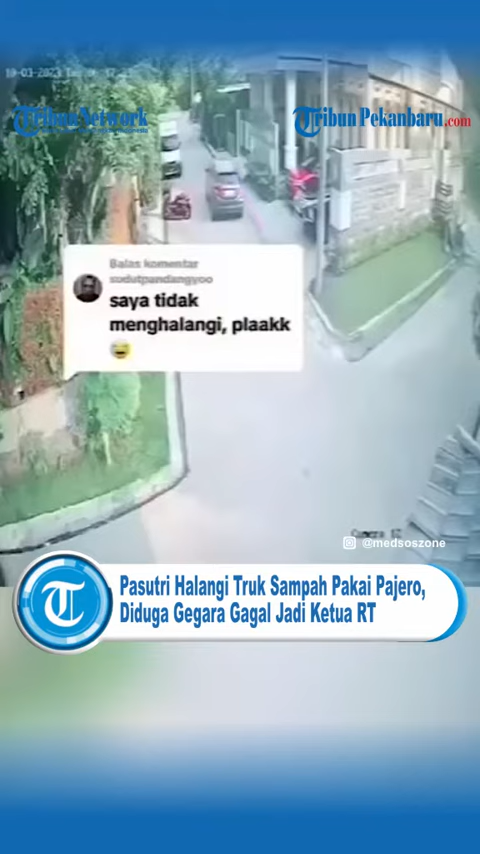 Tribun Network
Tribun Pekanbaru.com
Balas komentar
sudutpandangyoo
saya tidak
menghalangi, plaakk
@medsoszone
Pasutri Halangi Truk Sampah Pakai Pajero,
Diduga Gegara Gagal Jadi Ketua RT